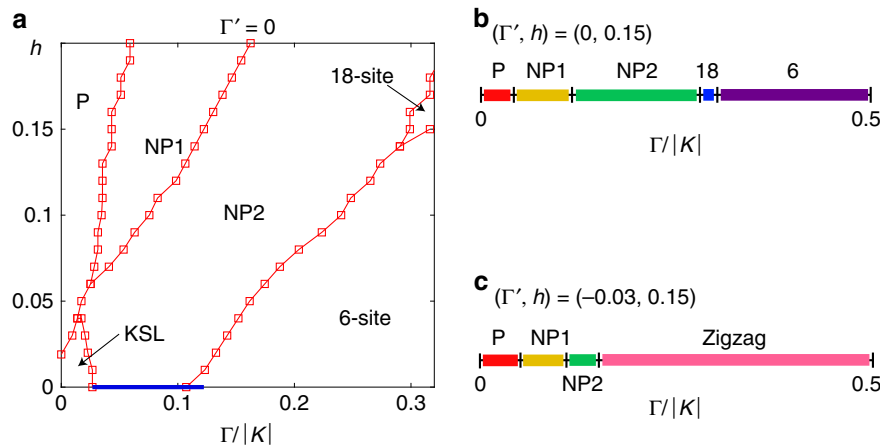 a
Γ′ = 0
h
0.15
0.1
0.05
0
0
0.1
0.2
0.3
Γ/|K|
P
NP1
NP2
18-site
6-site
KSL
b
(Γ′, h) = (0, 0.15)
P NP1 NP2 18 6
0 0.5
Γ/|K|
c
(Γ′, h) = (–0.03, 0.15)
P NP1 Zigzag
0 NP2 0.5
Γ/|K|